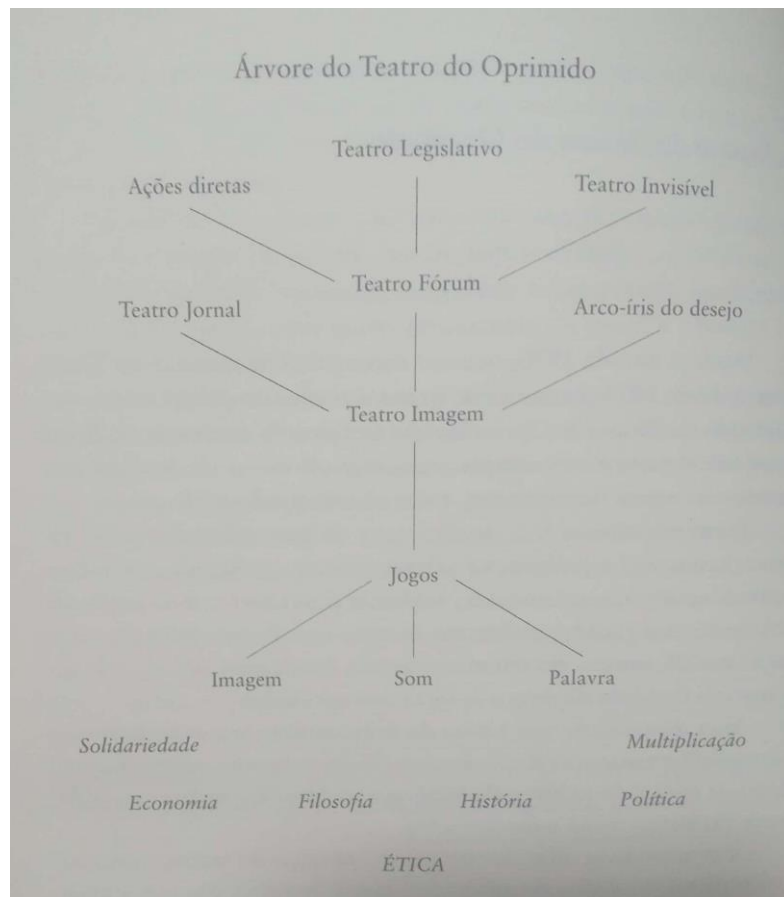 Árvore do Teatro do Oprimido
Teatro Legislativo
Ações diretas
Teatro Invisível
Teatro Fórum
Teatro Jornal
Arco-íris do desejo
Teatro Imagem
Jogos
Imagem Som Palavra
Solidariedade Multiplicação
Economia Filosofia História Política
ÉTICA